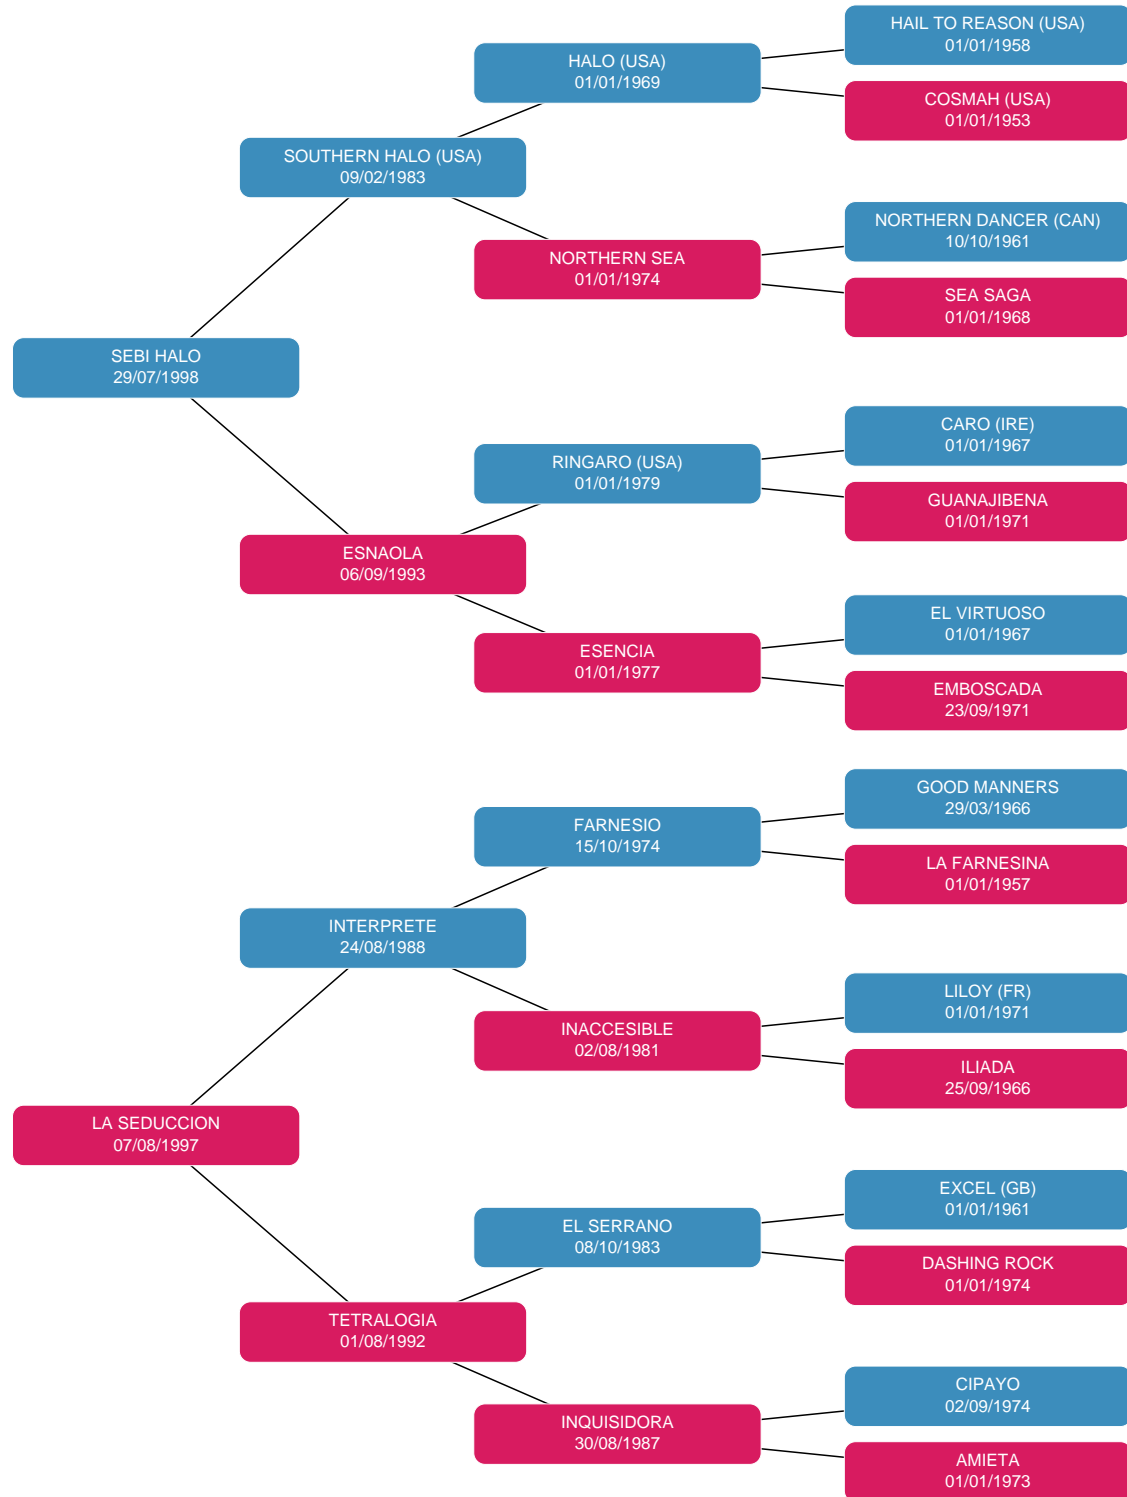 HAIL TO REASON (USA)
01/01/1958
HALO (USA)
01/01/1969
COSMAH (USA)
01/01/1953
SOUTHERN HALO (USA)
09/02/1983
NORTHERN DANCER (CAN)
10/10/1961
NORTHERN SEA
01/01/1974
SEA SAGA
01/01/1968
SEBI HALO
29/07/1998
CARO (IRE)
01/01/1967
RINGARO (USA)
01/01/1979
GUANAJIBENA
01/01/1971
ESNAOLA
06/09/1993
EL VIRTUOSO
01/01/1967
ESENCIA
01/01/1977
EMBOSCADA
23/09/1971
GOOD MANNERS
29/03/1966
FARNESIO
15/10/1974
LA FARNESINA
01/01/1957
INTERPRETE
24/08/1988
LILOY (FR)
01/01/1971
INACCESIBLE
02/08/1981
ILIADA
25/09/1966
LA SEDUCCION
07/08/1997
EXCEL (GB)
01/01/1961
EL SERRANO
08/10/1983
DASHING ROCK
01/01/1974
TETRALOGIA
01/08/1992
CIPAYO
02/09/1974
INQUISIDORA
30/08/1987
AMIETA
01/01/1973